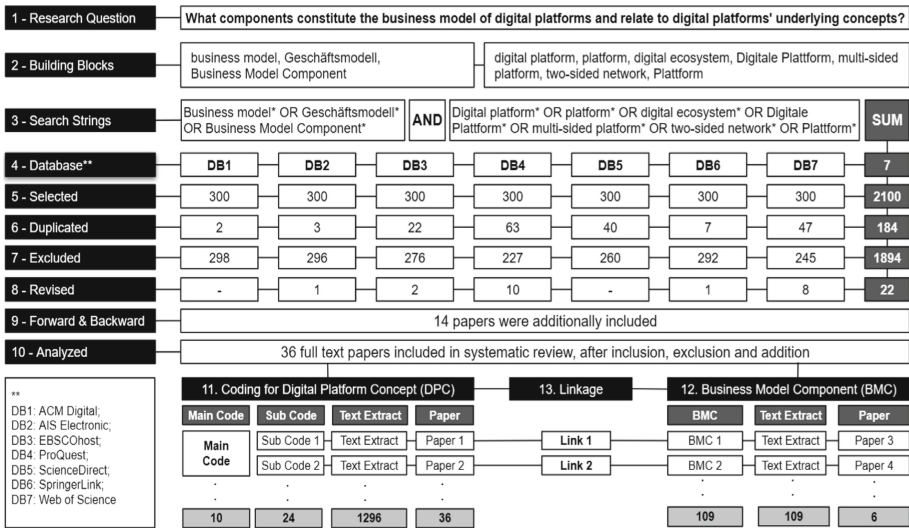 1 - Research Question
What components constitute the business model of digital platforms and relate to digital platforms' underlying concepts?
2 - Building Blocks
business model, Geschäftsmodell,
Business Model Component
digital platform, platform, digital ecosystem, Digitale Plattform, multi-sided
platform, two-sided network, Plattform
3 - Search Strings
Business model* OR Geschäftsmodell*
OR Business Model Component*
AND
Digital platform* OR platform* OR digital ecosystem* OR Digitale
Plattform* OR multi-sided platform* OR two-sided network* OR Plattform*
SUM
4 - Database** DB1 DB2 DB3 DB4 DB5 DB6 DB7 7
5 - Selected 300 300 300 300 300 300 300 2100
6 - Duplicated 2 3 22 63 40 7 47 184
7 - Excluded 298 296 276 227 260 292 245 1894
8 - Revised - 1 2 10 - 1 8 22
9 - Forward & Backward 14 papers were additionally included
10 - Analyzed 36 full text papers included in systematic review, after inclusion, exclusion and addition
**
DB1: ACM Digital;
DB2: AIS Electronic;
DB3: EBSCOhost;
DB4: ProQuest;
DB5: ScienceDirect;
DB6: SpringerLink;
DB7: Web of Science
11. Coding for Digital Platform Concept (DPC) 13. Linkage 12. Business Model Component (BMC)
Main Code Sub Code Text Extract Paper BMC Text Extract Paper
Main
Code
Sub Code 1 Text Extract Paper 1 Link 1 BMC 1 Text Extract Paper 3
Sub Code 2 Text Extract Paper 2 Link 2 BMC 2 Text Extract Paper 4
10 24 1296 36 109 109 6